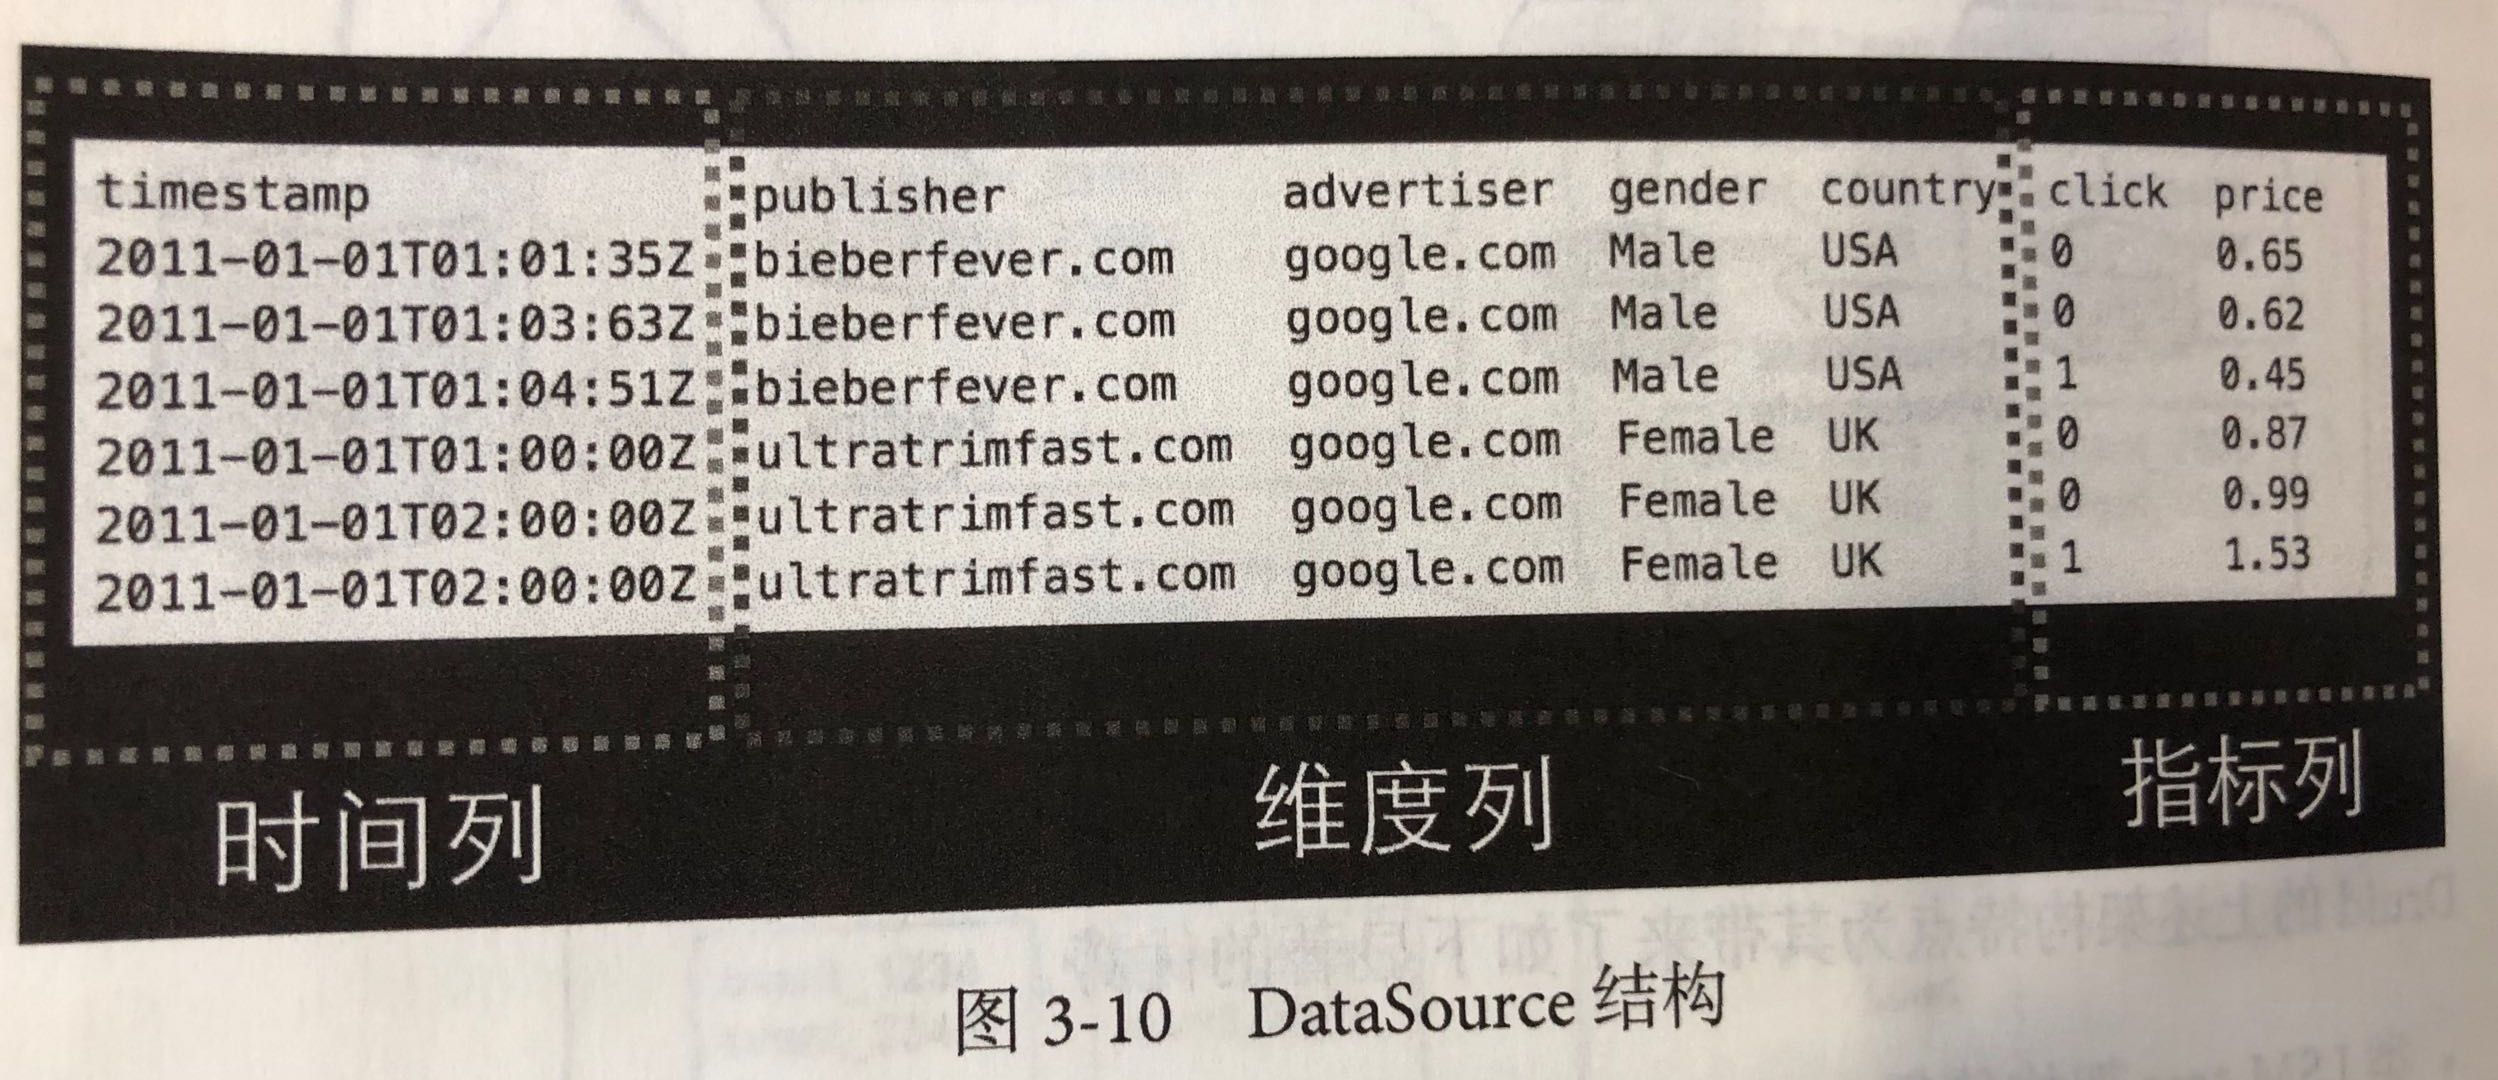 timestamp publisher advertiser gender country click price
2011-01-01T01:01:35Z bieberfever.com google.com Male USA 0 0.65
2011-01-01T01:03:63Z bieberfever.com google.com Male USA 0 0.62
2011-01-01T01:04:51Z bieberfever.com google.com Male USA 1 0.45
2011-01-01T01:00:00Z ultratrimfast.com google.com Female UK 0 0.87
2011-01-01T02:00:00Z ultratrimfast.com google.com Female UK 0 0.99
2011-01-01T02:00:00Z ultratrimfast.com google.com Female UK 1 1.53
时间列 维度列 指标列
图 3-10 DataSource 结构